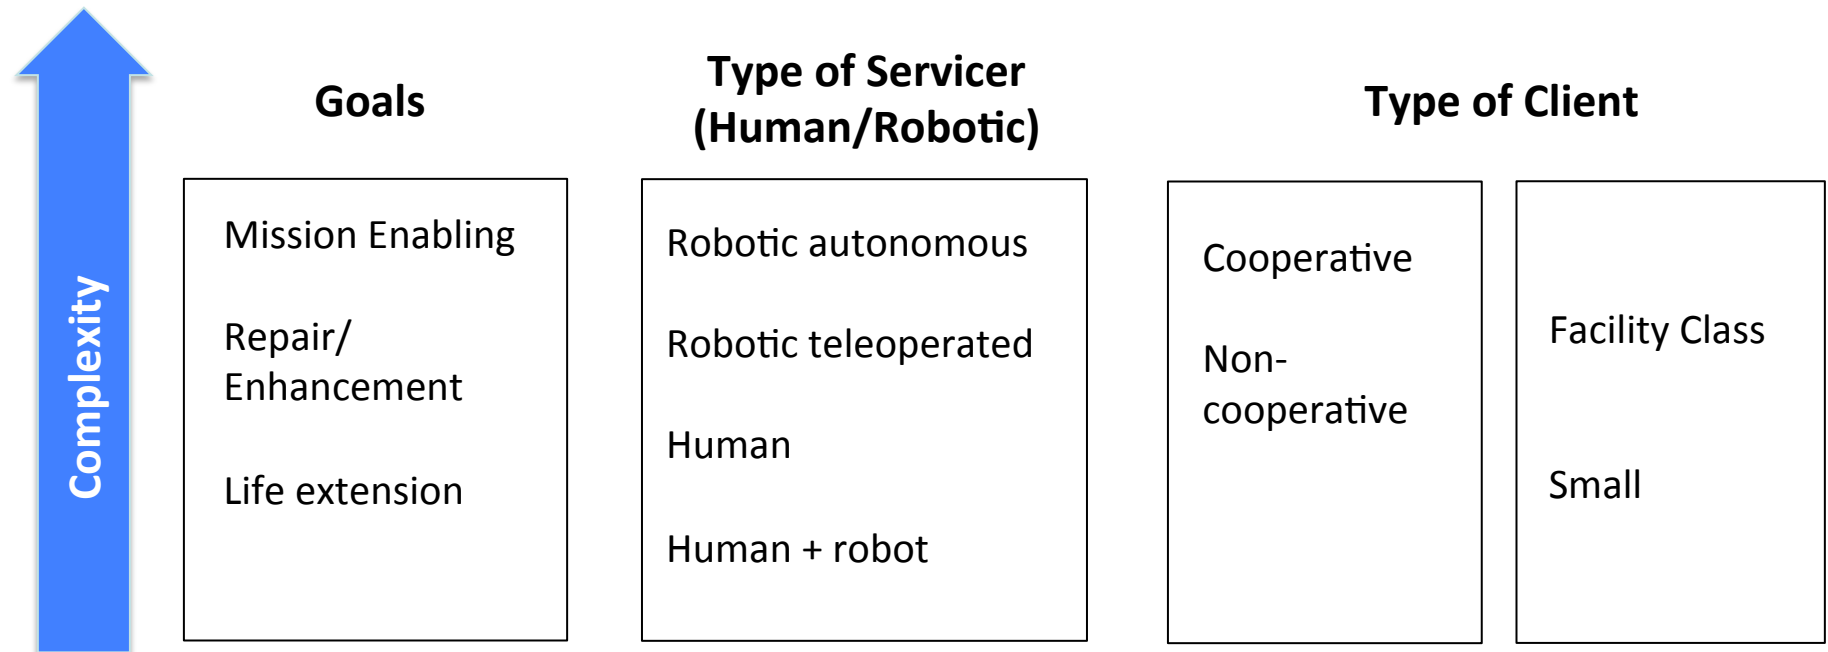 Complexity
Goals
Mission Enabling
Repair/
Enhancement
Life extension
Type of Servicer
(Human/Robotic)
Robotic autonomous
Robotic teleoperated
Human
Human + robot
Type of Client
Cooperative
Non-
cooperative
Facility Class
Small